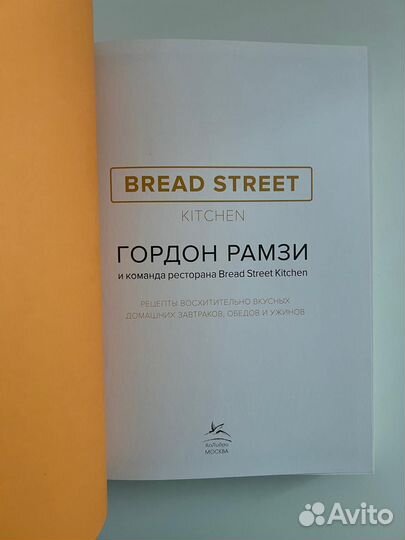 BREAD STREET
KITCHEN
ГОРДОН РАМЗИ
и команда ресторана Bread Street Kitchen
РЕЦЕПТЫ ВОСХИТИТЕЛЬНО ВКУСНЫХ
ДОМАШНИХ ЗАВТРАКОВ, ОБЕДОВ И УЖИНОВ
КоЛибри
МОСКВА
Avito